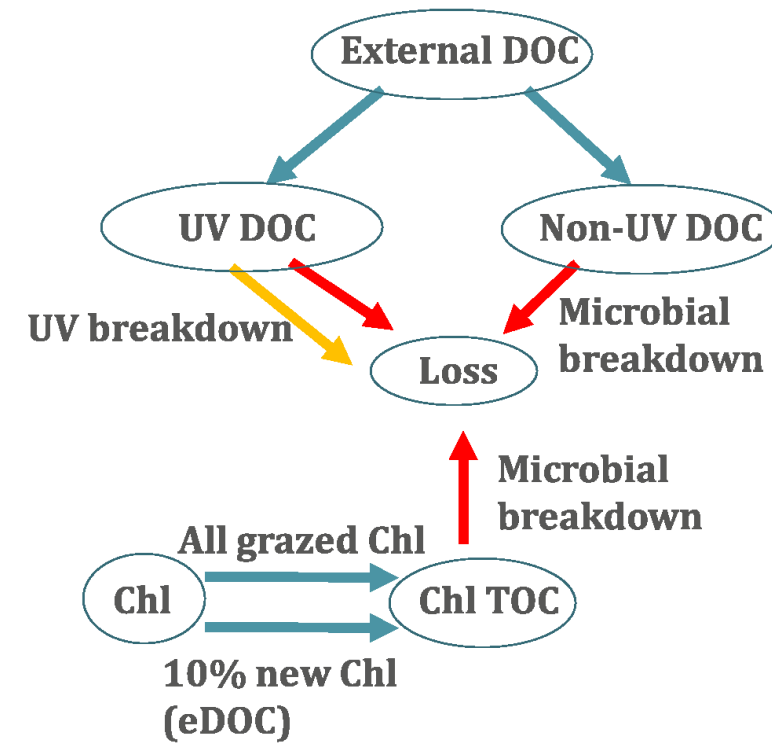 External DOC
UV DOC
Non-UV DOC
UV breakdown
Microbial
breakdown
Loss
Microbial
breakdown
All grazed Chl
Chl
Chl TOC
10% new Chl
(eDOC)